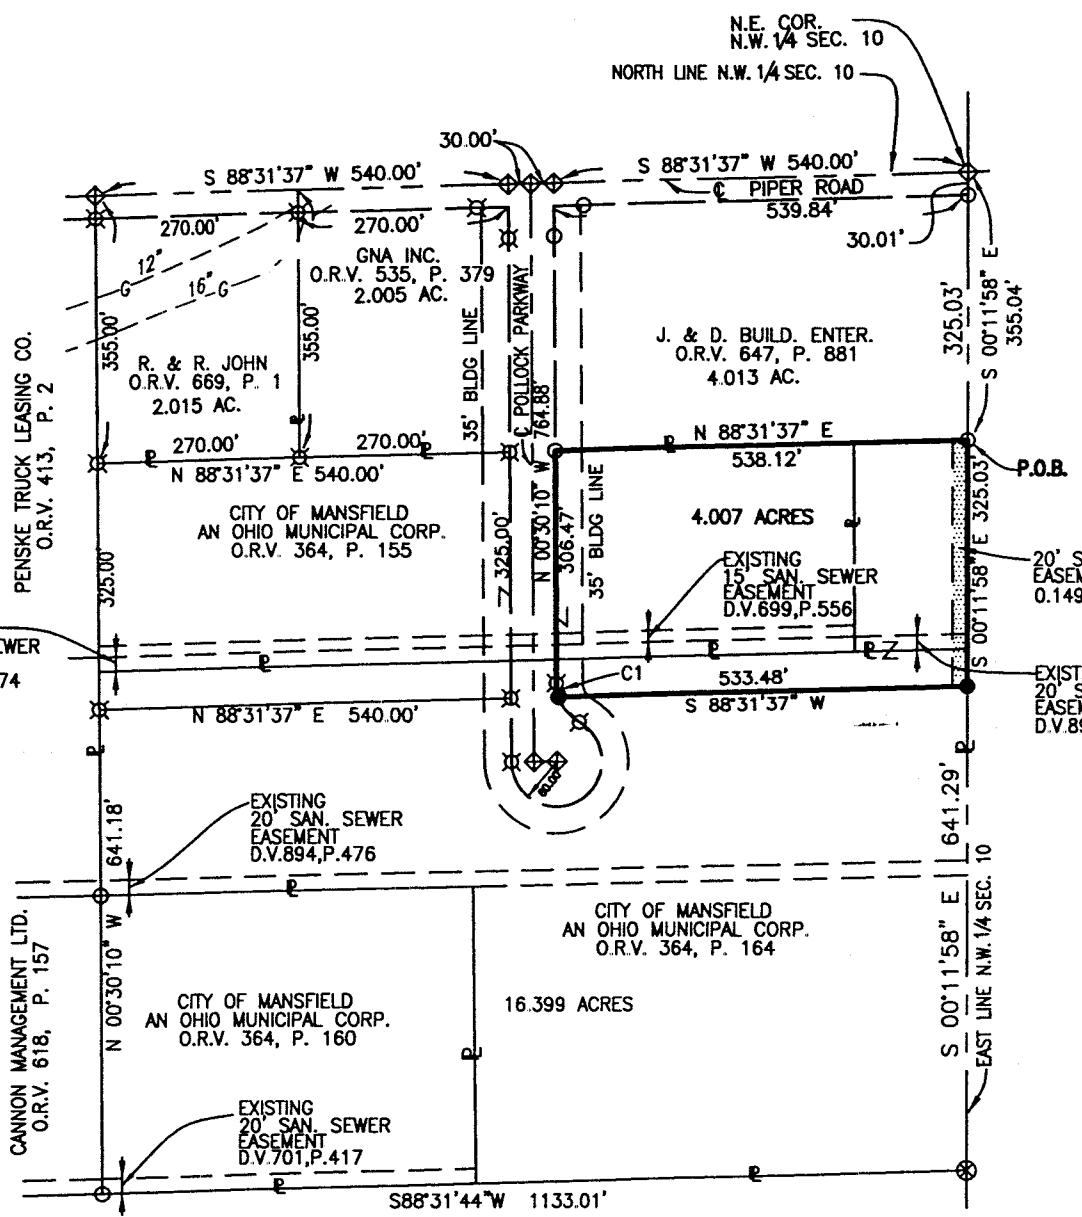 N.E. COR.
N.W. 1/4 SEC. 10
NORTH LINE N.W. 1/4 SEC. 10
30.00'
S 88°31'37" W 540.00'
S 88°31'37" W 540.00'
℄ PIPER ROAD
539.84'
30.01'
270.00'
270.00'
12"
G
16"
G
GNA INC.
O.R.V. 535, P. 379
2.005 AC.
355.00'
355.00'
R. & R. JOHN
O.R.V. 669, P. 1
2.015 AC.
PENSKE TRUCK LEASING CO.
O.R.V. 413, P. 2
35' BLDG LINE
℄ POLLOCK PARKWAY
764.88'
N 00°30'10" W
J. & D. BUILD. ENTER.
O.R.V. 647, P. 881
4.013 AC.
325.03'
S 00°11'58" E
355.04'
270.00'
270.00'
N 88°31'37" E 540.00'
N 88°31'37" E
538.12'
P.O.B.
CITY OF MANSFIELD
AN OHIO MUNICIPAL CORP.
O.R.V. 364, P. 155
325.00
325.00'
306.47'
35' BLDG LINE
4.007 ACRES
EXISTING
15' SAN. SEWER
EASEMENT
D.V.699,P.556
S 00°11'58" E 325.03'
20' S
EASEM
0.149
EWER
74
C1
533.48'
S 88°31'37" W
EXIST
20' S
EASEM
D.V.89
N 88°31'37" E 540.00'
60.00'
EXISTING
20' SAN. SEWER
EASEMENT
D.V.894,P.476
641.18'
N 00°30'10" W
641.29'
S 00°11'58" E
EAST LINE N.W. 1/4 SEC. 10
CANNON MANAGEMENT LTD.
O.R.V. 618, P. 157
CITY OF MANSFIELD
AN OHIO MUNICIPAL CORP.
O.R.V. 364, P. 164
CITY OF MANSFIELD
AN OHIO MUNICIPAL CORP.
O.R.V. 364, P. 160
16.399 ACRES
EXISTING
20' SAN. SEWER
EASEMENT
D.V.701,P.417
S88°31'44"W 1133.01'